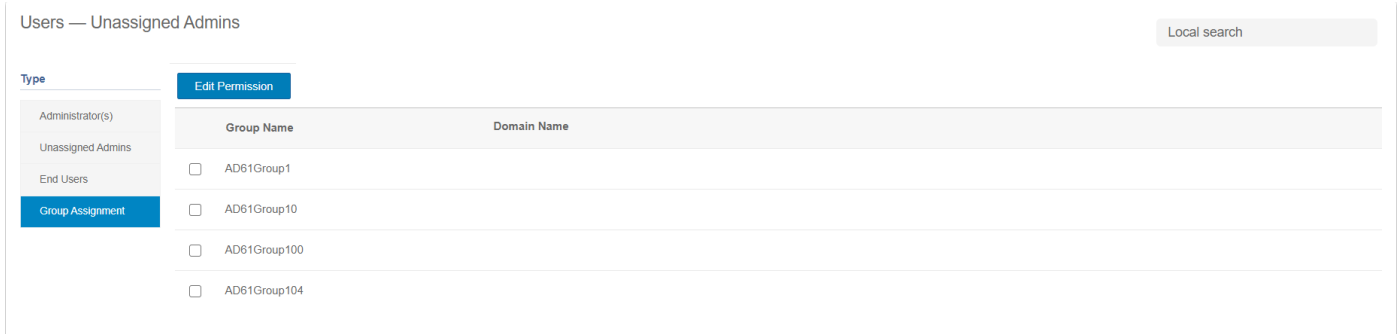 Users — Unassigned Admins
Local search
Type
Administrator(s)
Unassigned Admins
End Users
Group Assignment
Edit Permission
Group Name Domain Name
AD61Group1
AD61Group10
AD61Group100
AD61Group104